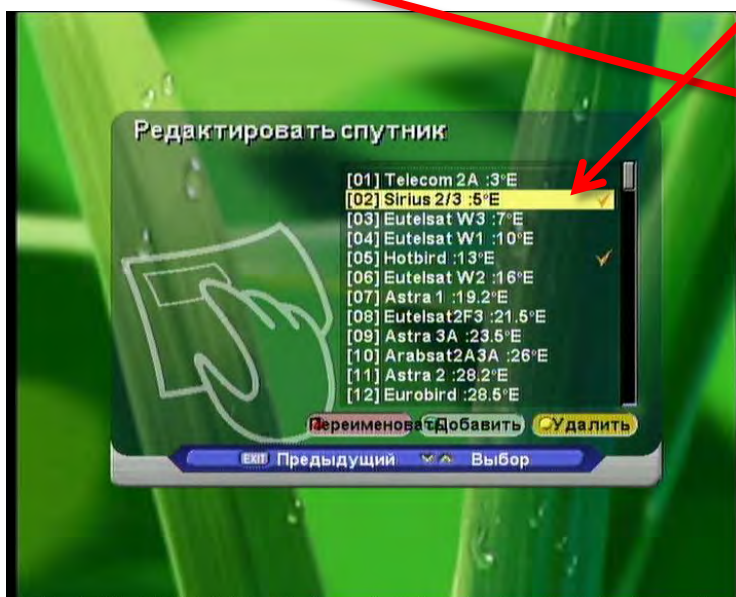 Редактировать спутник
[01] Telecom 2A :3°E
[02] Sirius 2/3 :5°E
[03] Eutelsat W3 :7°E
[04] Eutelsat W1 :10°E
[05] Hotbird :13°E
[06] Eutelsat W2 :16°E
[07] Astra 1 :19.2°E
[08] Eutelsat2F3 :21.5°E
[09] Astra 3A :23.5°E
[10] Arabsat2A3A :26°E
[11] Astra 2 :28.2°E
[12] Eurobird :28.5°E
Переименовать Добавить Удалить
EXIT Предыдущий Выбор